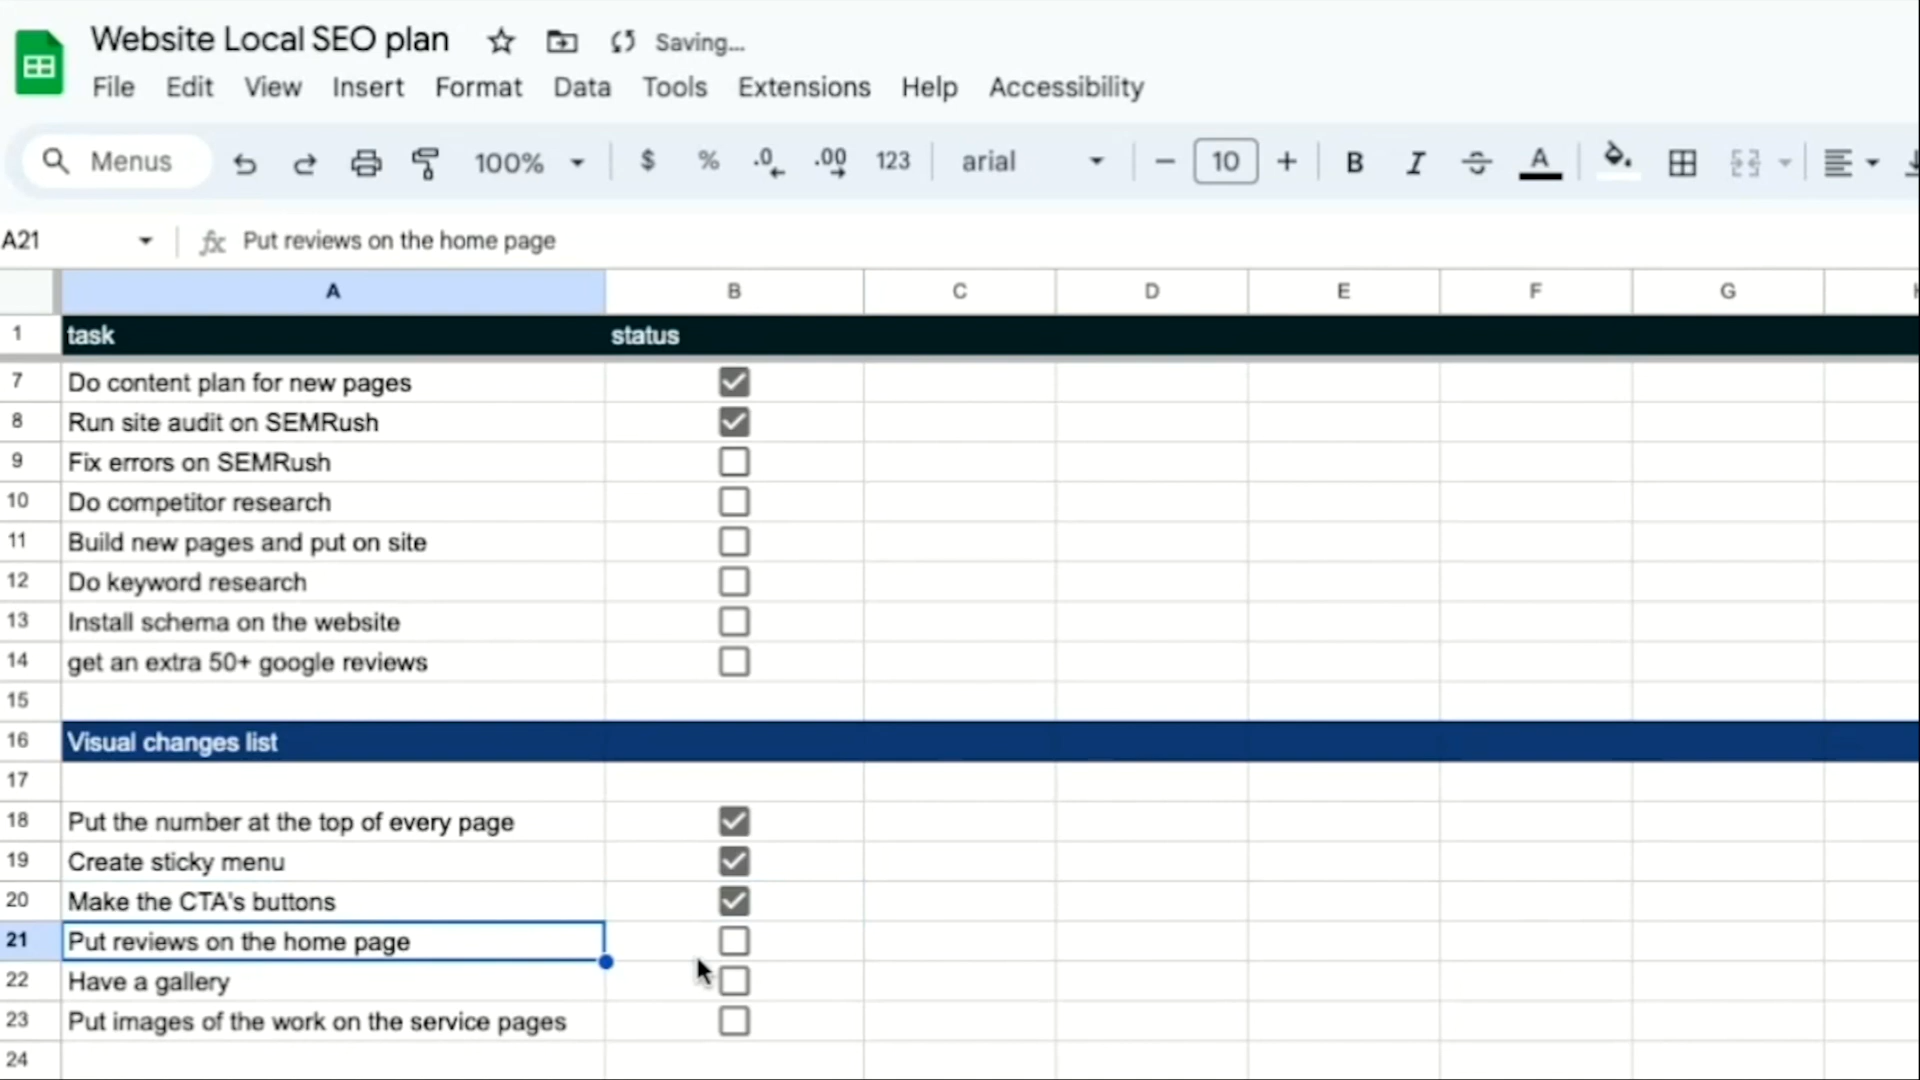 Website Local SEO plan Saving...
File Edit View Insert Format Data Tools Extensions Help Accessibility
Menus 100% $ % .0 .00 123 arial 10 B I A
A21 fx Put reviews on the home page
A B C D E F G
1 task status
7 Do content plan for new pages
8 Run site audit on SEMRush
9 Fix errors on SEMRush
10 Do competitor research
11 Build new pages and put on site
12 Do keyword research
13 Install schema on the website
14 get an extra 50+ google reviews
15
16 Visual changes list
17
18 Put the number at the top of every page
19 Create sticky menu
20 Make the CTA's buttons
21 Put reviews on the home page
22 Have a gallery
23 Put images of the work on the service pages
24